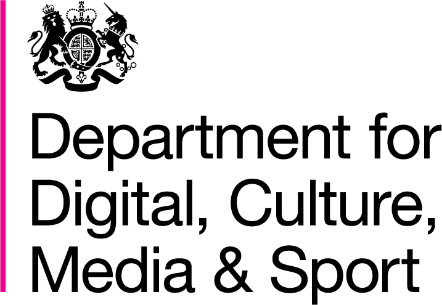 Department for
Digital, Culture,
Media & Sport